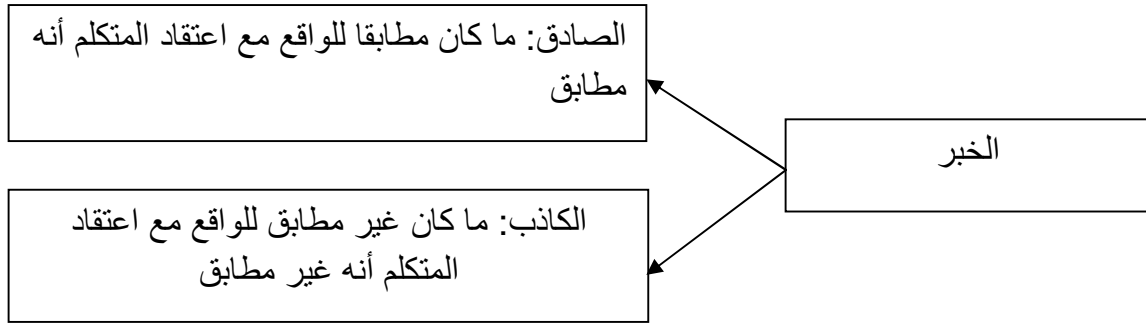 الخبر
الصادق: ما كان مطابقا للواقع مع اعتقاد المتكلم أنه
مطابق
الكاذب: ما كان غير مطابق للواقع مع اعتقاد
المتكلم أنه غير مطابق